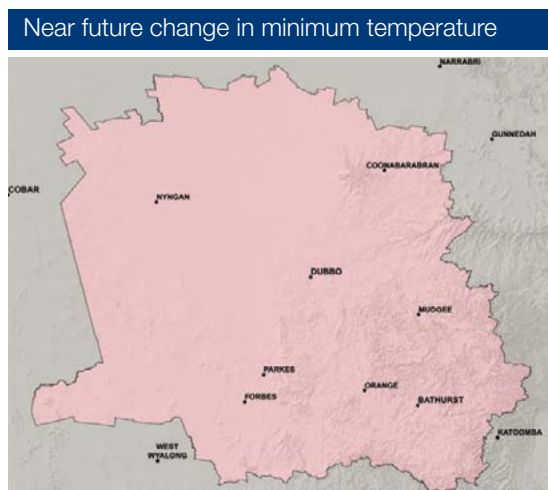 Near future change in minimum temperature
NARRABRI
GUNNEDAH
COONABARABRAN
COBAR
NYNGAN
DUBBO
MUDGEE
PARKES
ORANGE
FORBES
BATHURST
KATOOMBA
WEST
WYALONG